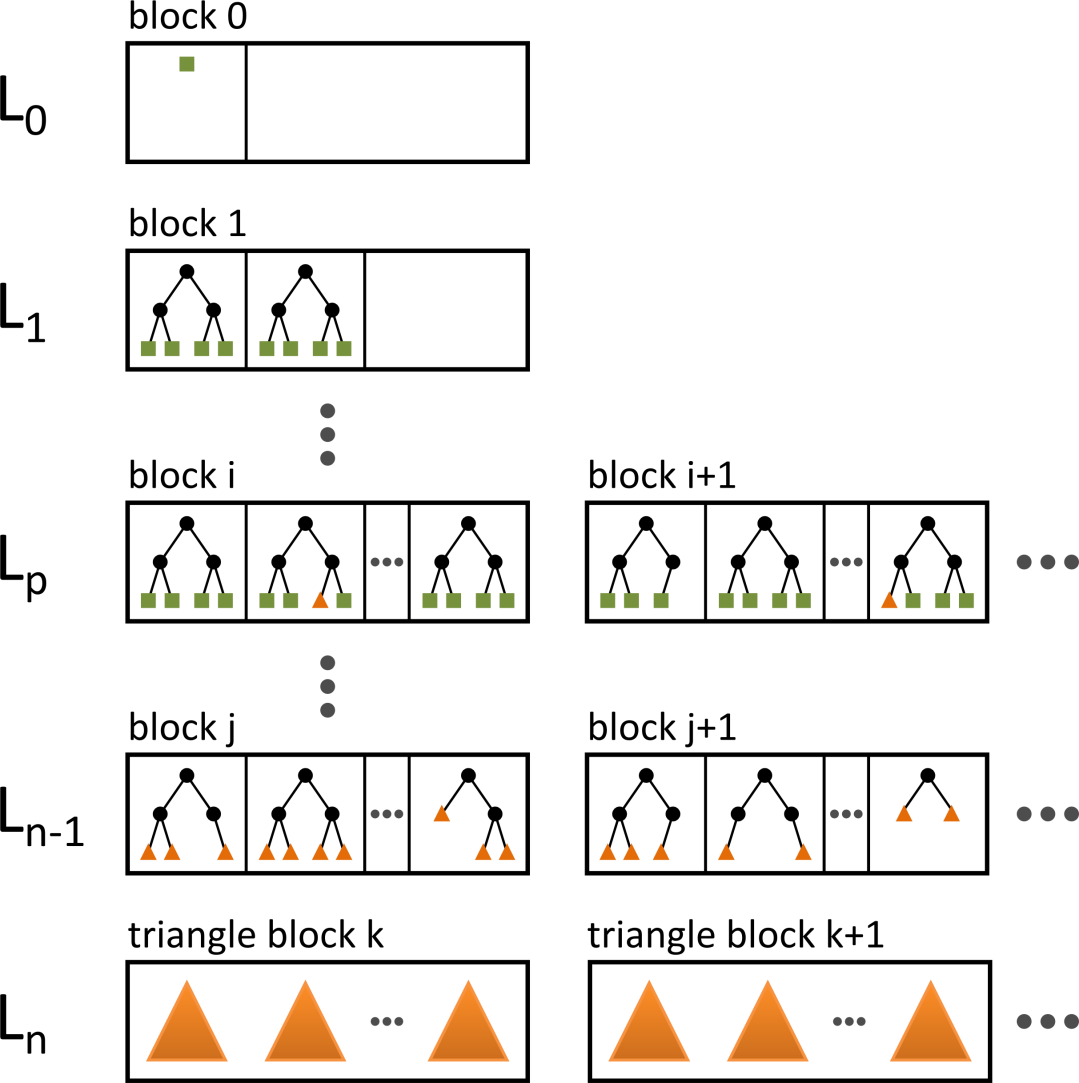 block 0
L0
block 1
L1
block i
block i+1
Lp
block j
block j+1
Ln-1
triangle block k
triangle block k+1
Ln